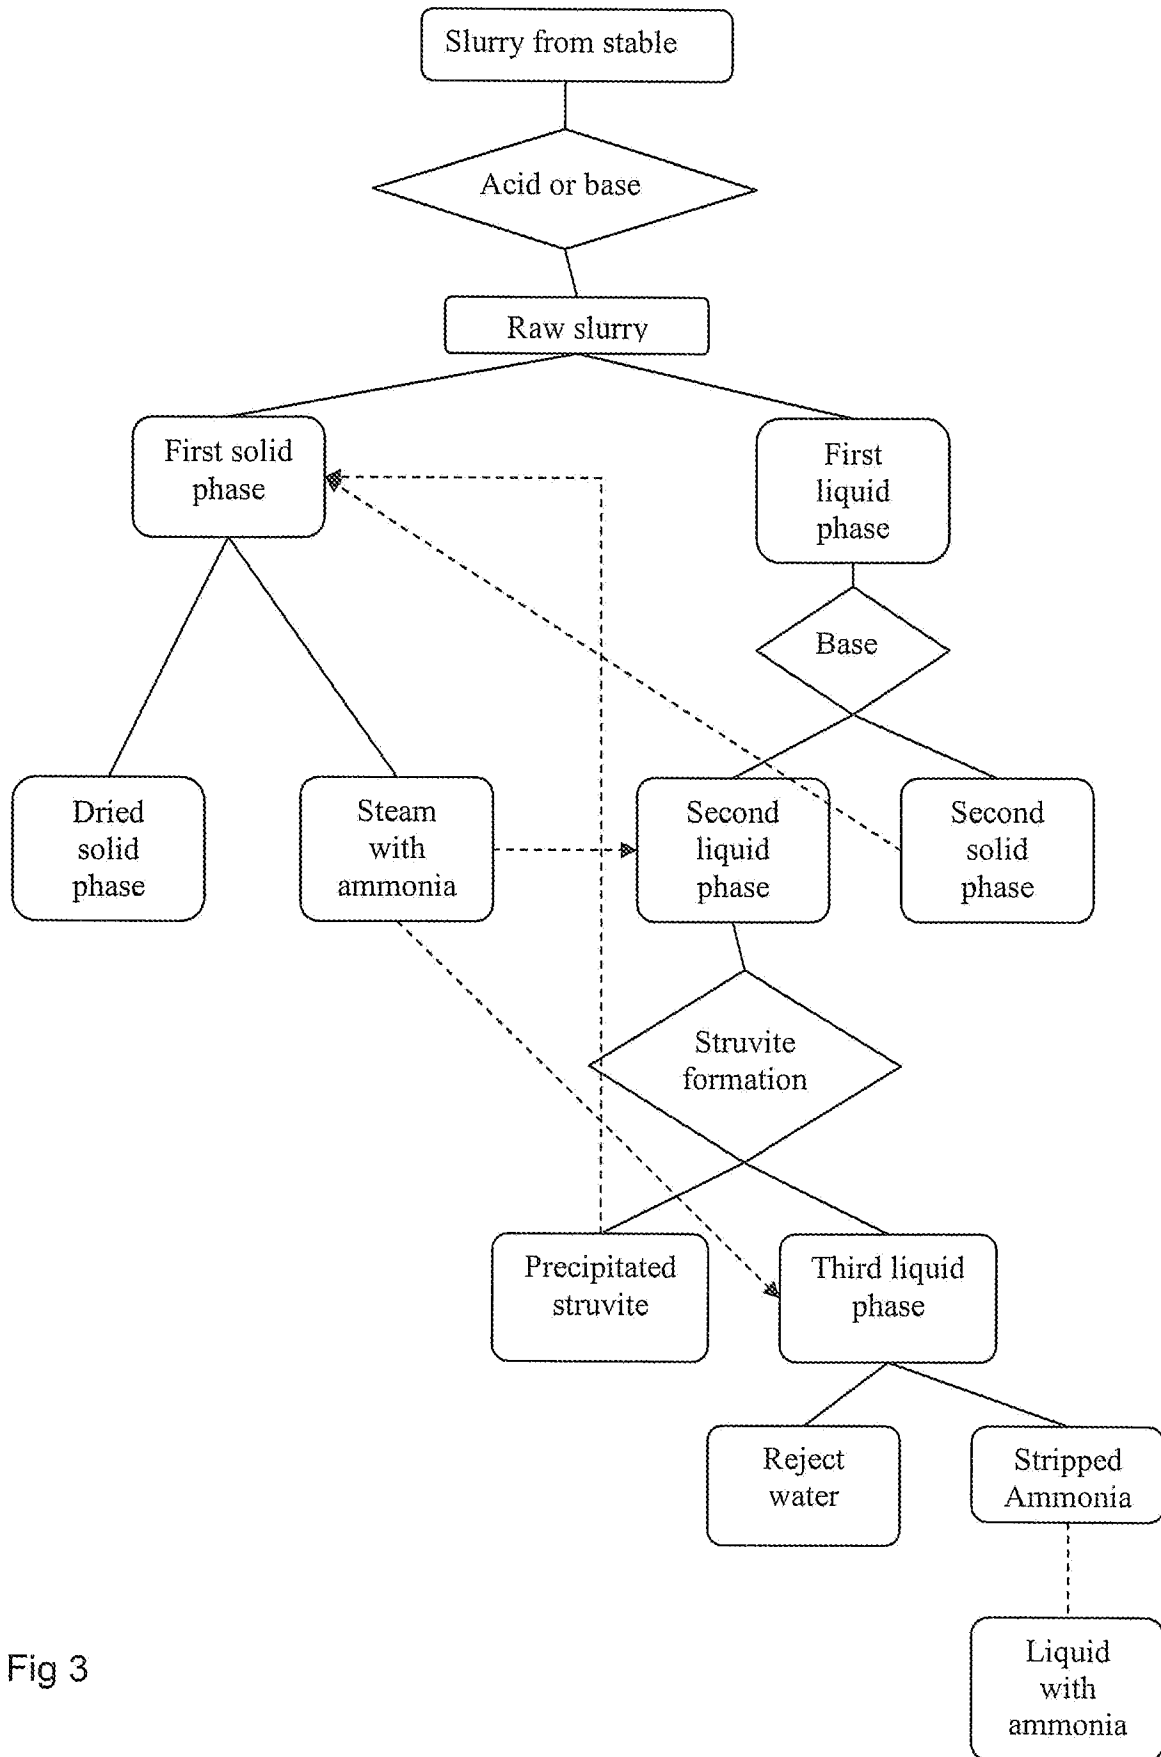 Slurry from stable
Acid or base
Raw slurry
First solid
phase
First
liquid
phase
Base
Dried
solid
phase
Steam
with
ammonia
Second
liquid
phase
Second
solid
phase
Struvite
formation
Precipitated
struvite
Third liquid
phase
Reject
water
Stripped
Ammonia
Liquid
with
ammonia
Fig 3